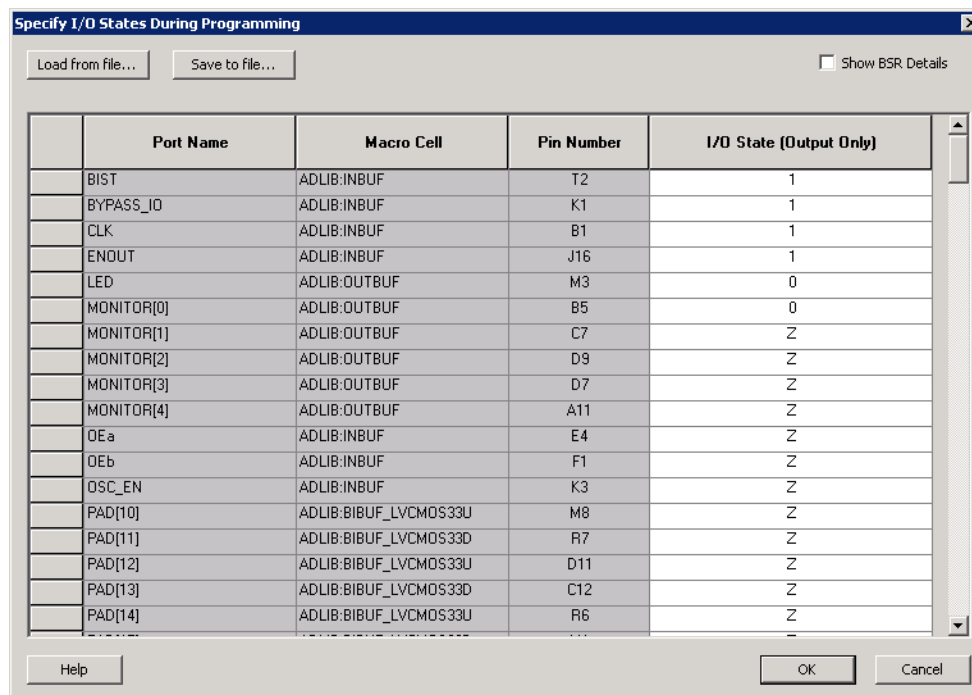 Specify I/O States During Programming
Load from file... Save to file... Show BSR Details
Port Name Macro Cell Pin Number I/O State (Output Only)
BIST ADLIB:INBUF T2 1
BYPASS_IO ADLIB:INBUF K1 1
CLK ADLIB:INBUF B1 1
ENOUT ADLIB:INBUF J16 1
LED ADLIB:OUTBUF M3 0
MONITOR[0] ADLIB:OUTBUF B5 0
MONITOR[1] ADLIB:OUTBUF C7 Z
MONITOR[2] ADLIB:OUTBUF D9 Z
MONITOR[3] ADLIB:OUTBUF D7 Z
MONITOR[4] ADLIB:OUTBUF A11 Z
OEa ADLIB:INBUF E4 Z
OEb ADLIB:INBUF F1 Z
OSC_EN ADLIB:INBUF K3 Z
PAD[10] ADLIB:BIBUF_LVCMOS33U M8 Z
PAD[11] ADLIB:BIBUF_LVCMOS33D R7 Z
PAD[12] ADLIB:BIBUF_LVCMOS33U D11 Z
PAD[13] ADLIB:BIBUF_LVCMOS33D C12 Z
PAD[14] ADLIB:BIBUF_LVCMOS33U R6 Z
Help OK Cancel